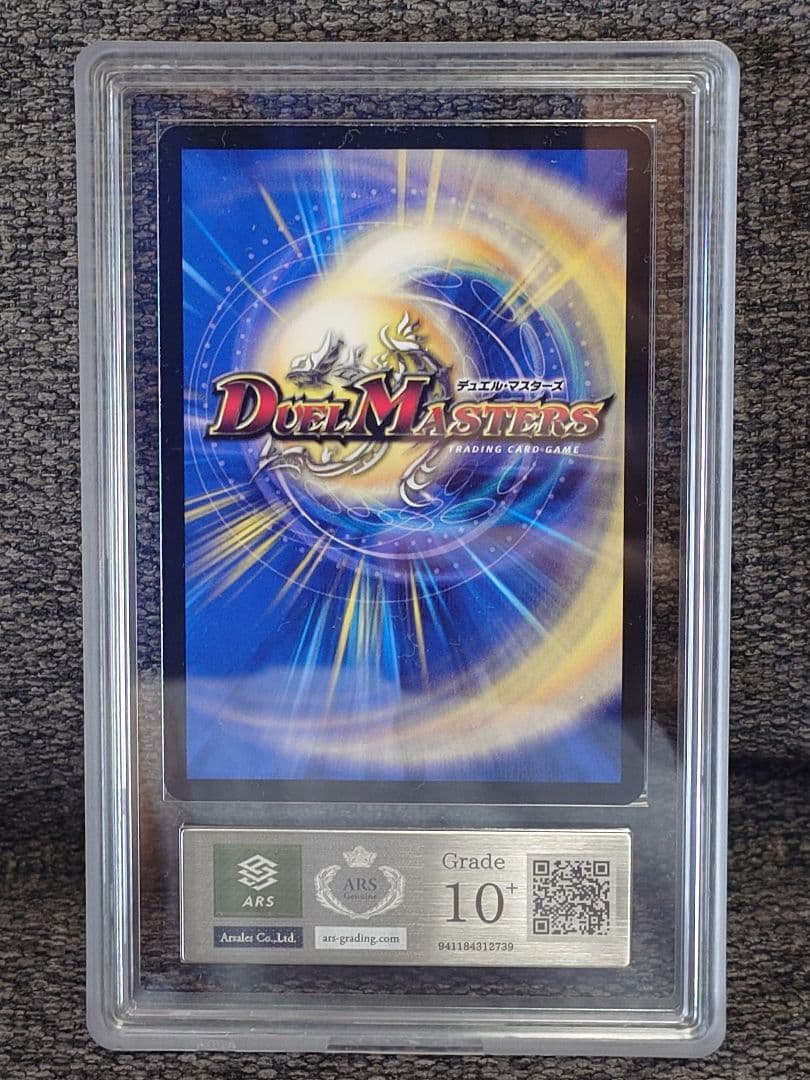 デュエル・マスターズ
DUEL MASTERS
TRADING CARD GAME
ARS
Arsales Co.,Ltd.
ARS
Genuine
ars-grading.com
Grade
10+
941184312739